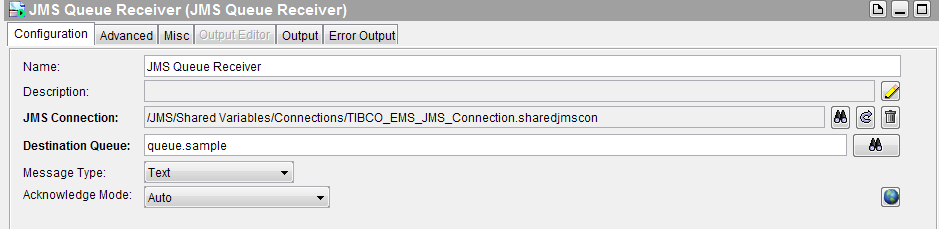 JMS Queue Receiver (JMS Queue Receiver)
Configuration Advanced Misc Output Editor Output Error Output
Name: JMS Queue Receiver
Description:
JMS Connection: /JMS/Shared Variables/Connections/TIBCO_EMS_JMS_Connection.sharedjmscon
Destination Queue: queue.sample
Message Type: Text
Acknowledge Mode: Auto